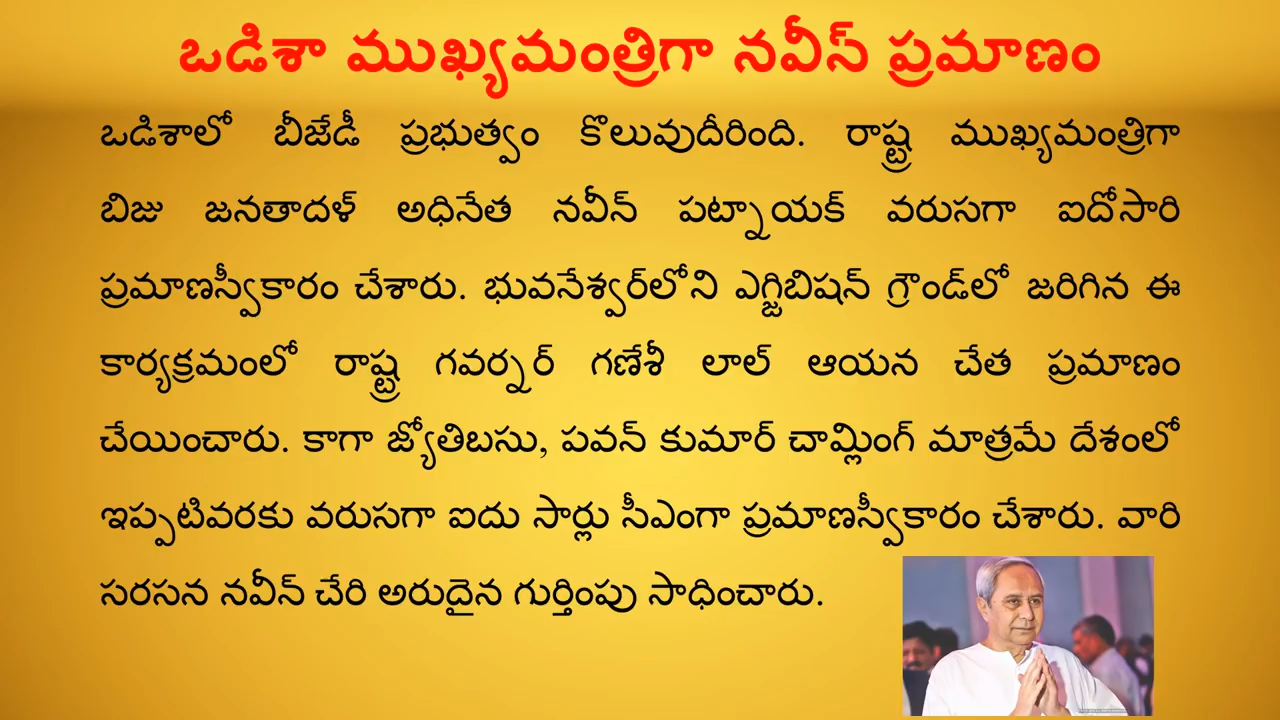 ఒడిశా ముఖ్యమంత్రిగా నవీన్ ప్రమాణం
ఒడిశాలో బీజేడీ ప్రభుత్వం కొలువుదీరింది. రాష్ట్ర ముఖ్యమంత్రిగా
బిజు జనతాదళ్ అధినేత నవీన్ పట్నాయక్ వరుసగా ఐదోసారి
ప్రమాణస్వీకారం చేశారు. భువనేశ్వర్‌లోని ఎగ్జిబిషన్ గ్రౌండ్‌లో జరిగిన ఈ
కార్యక్రమంలో రాష్ట్ర గవర్నర్ గణేశీ లాల్ ఆయన చేత ప్రమాణం
చేయించారు. కాగా జ్యోతిబసు, పవన్ కుమార్ చామ్లింగ్ మాత్రమే దేశంలో
ఇప్పటివరకు వరుసగా ఐదు సార్లు సీఎంగా ప్రమాణస్వీకారం చేశారు. వారి
సరసన నవీన్ చేరి అరుదైన గుర్తింపు సాధించారు.